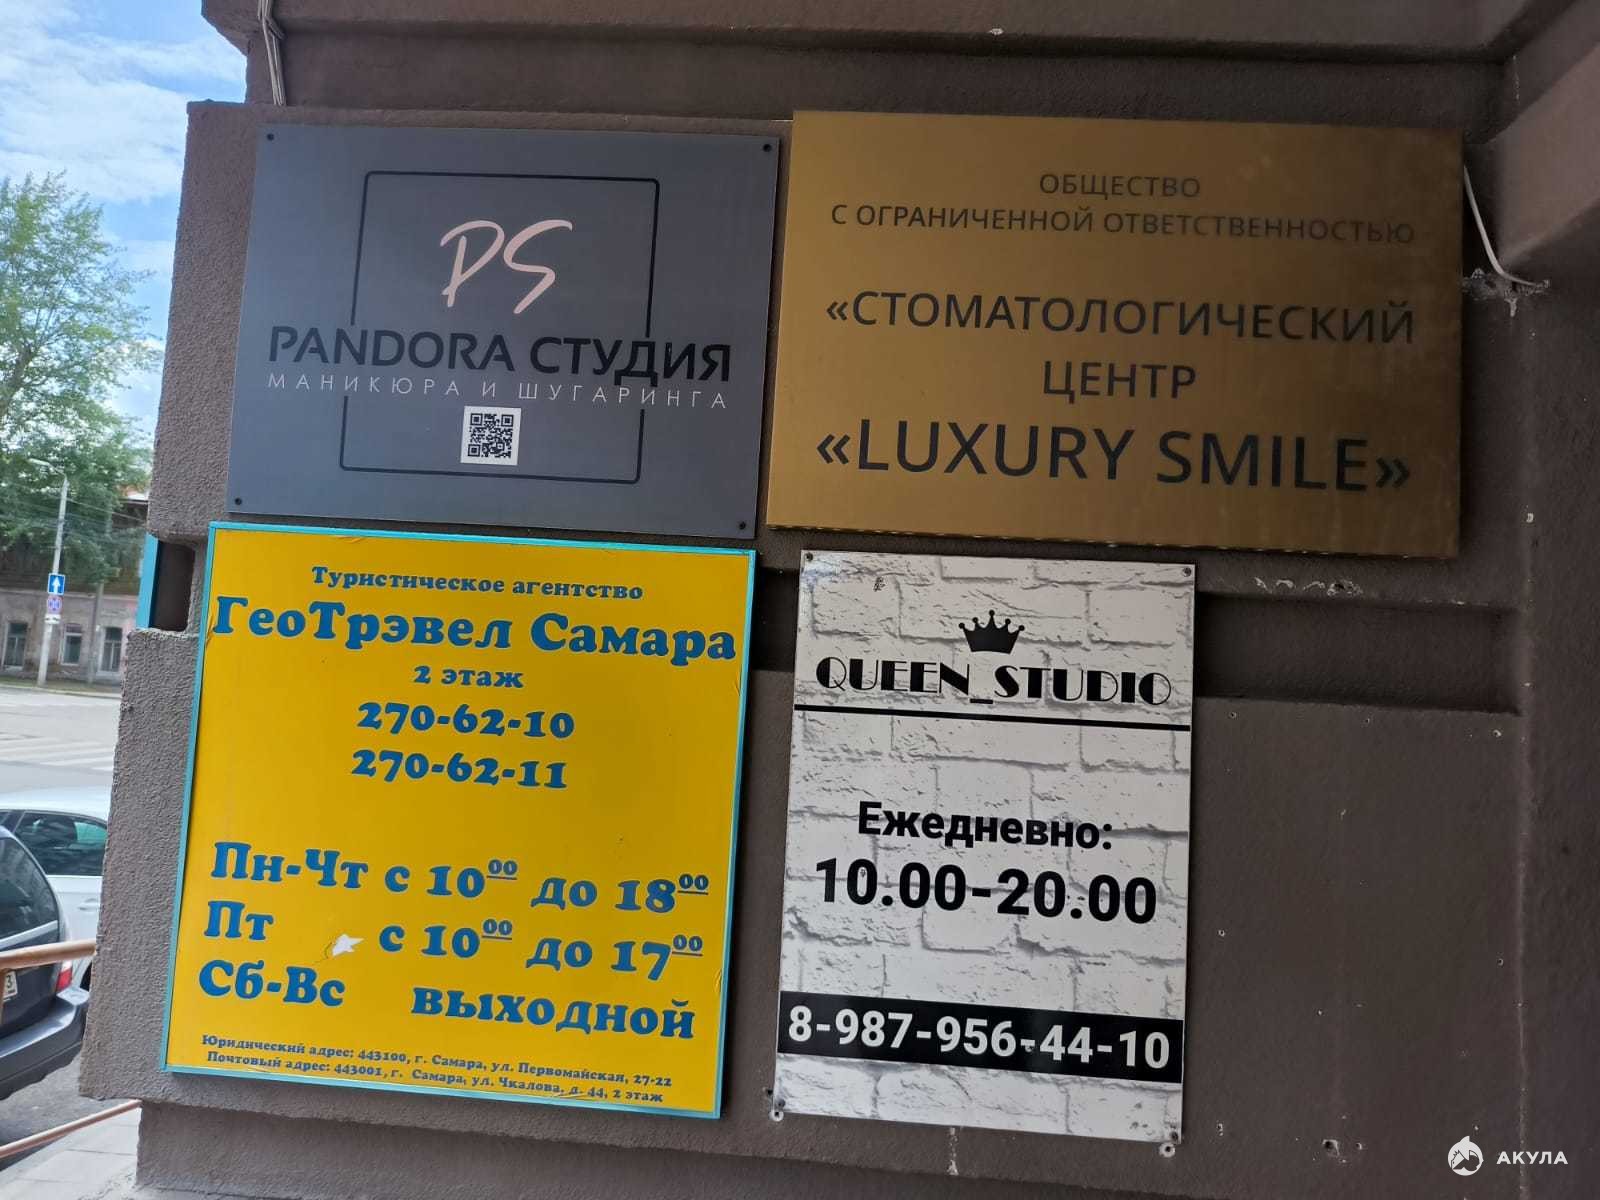 PS
PANDORA СТУДИЯ
МАНИКЮРА И ШУГАРИНГА
ОБЩЕСТВО
С ОГРАНИЧЕННОЙ ОТВЕТСТВЕННОСТЬЮ
«СТОМАТОЛОГИЧЕСКИЙ
ЦЕНТР
«LUXURY SMILE»
Туристическое агентство
ГеоТрэвел Самара
2 этаж
270-62-10
270-62-11
Пн-Чт с 10⁰⁰ до 18⁰⁰
Пт с 10⁰⁰ до 17⁰⁰
Сб-Вс выходной
Юридический адрес: 443100, г. Самара, ул. Первомайская, 27-22
Почтовый адрес: 443001, г. Самара, ул. Чкалова, д. 44, 2 этаж
QUEEN_STUDIO
Ежедневно:
10.00-20.00
8-987-956-44-10
АКУЛА